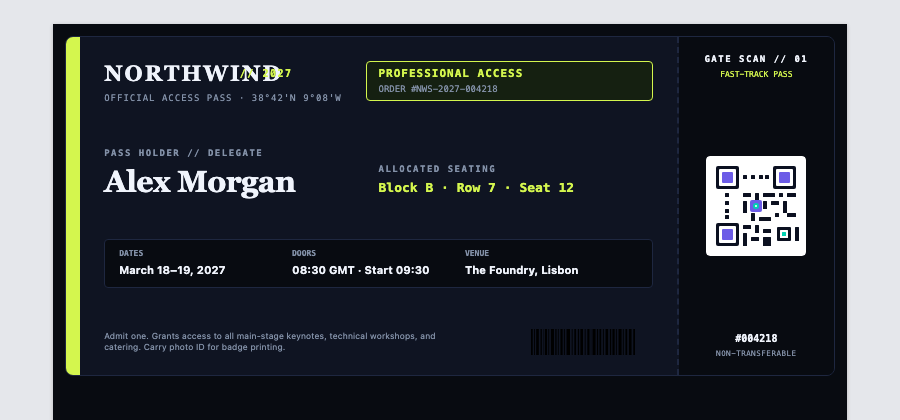 NORTHWIND // 2027
OFFICIAL ACCESS PASS · 38°42'N 9°08'W
PROFESSIONAL ACCESS
ORDER #NWS-2027-004218
PASS HOLDER // DELEGATE
Alex Morgan
ALLOCATED SEATING
Block B · Row 7 · Seat 12
DATES
March 18–19, 2027
DOORS
08:30 GMT · Start 09:30
VENUE
The Foundry, Lisbon
Admit one. Grants access to all main-stage keynotes, technical workshops, and
catering. Carry photo ID for badge printing.
GATE SCAN // 01
FAST-TRACK PASS
#004218
NON-TRANSFERABLE